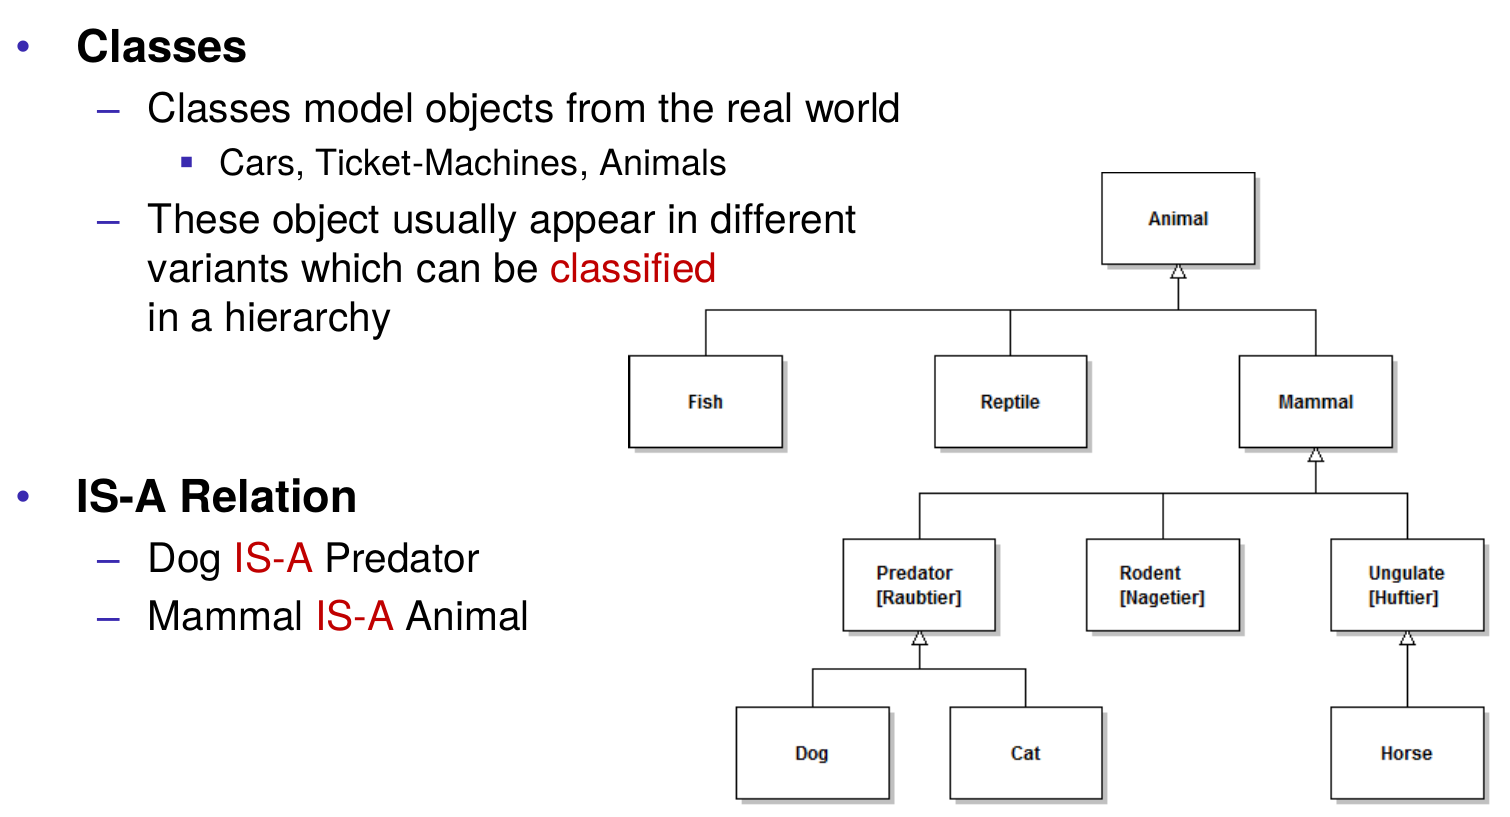 • Classes
– Classes model objects from the real world
▪ Cars, Ticket-Machines, Animals
– These object usually appear in different
variants which can be classified
in a hierarchy
• IS-A Relation
– Dog IS-A Predator
– Mammal IS-A Animal
Animal
Fish
Reptile
Mammal
Predator
[Raubtier]
Rodent
[Nagetier]
Ungulate
[Huftier]
Dog
Cat
Horse